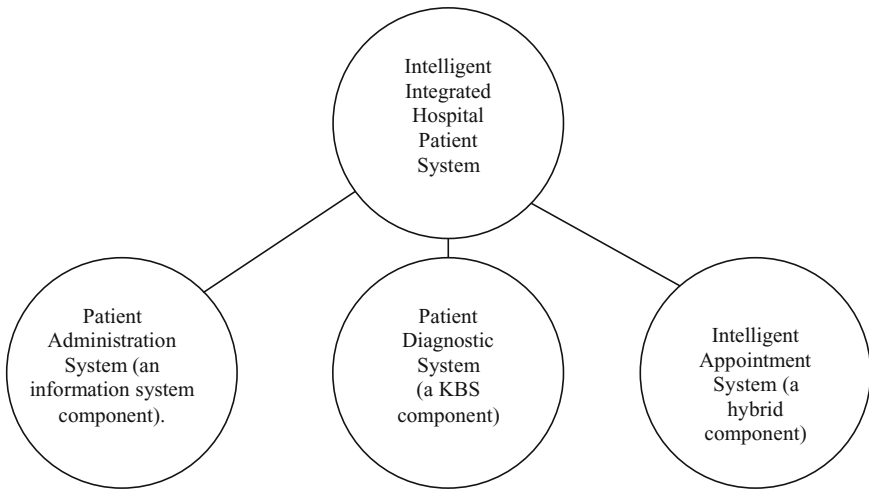 Intelligent
Integrated
Hospital
Patient
System
Patient
Administration
System (an
information system
component).
Patient
Diagnostic
System
(a KBS
component)
Intelligent
Appointment
System (a
hybrid
component)